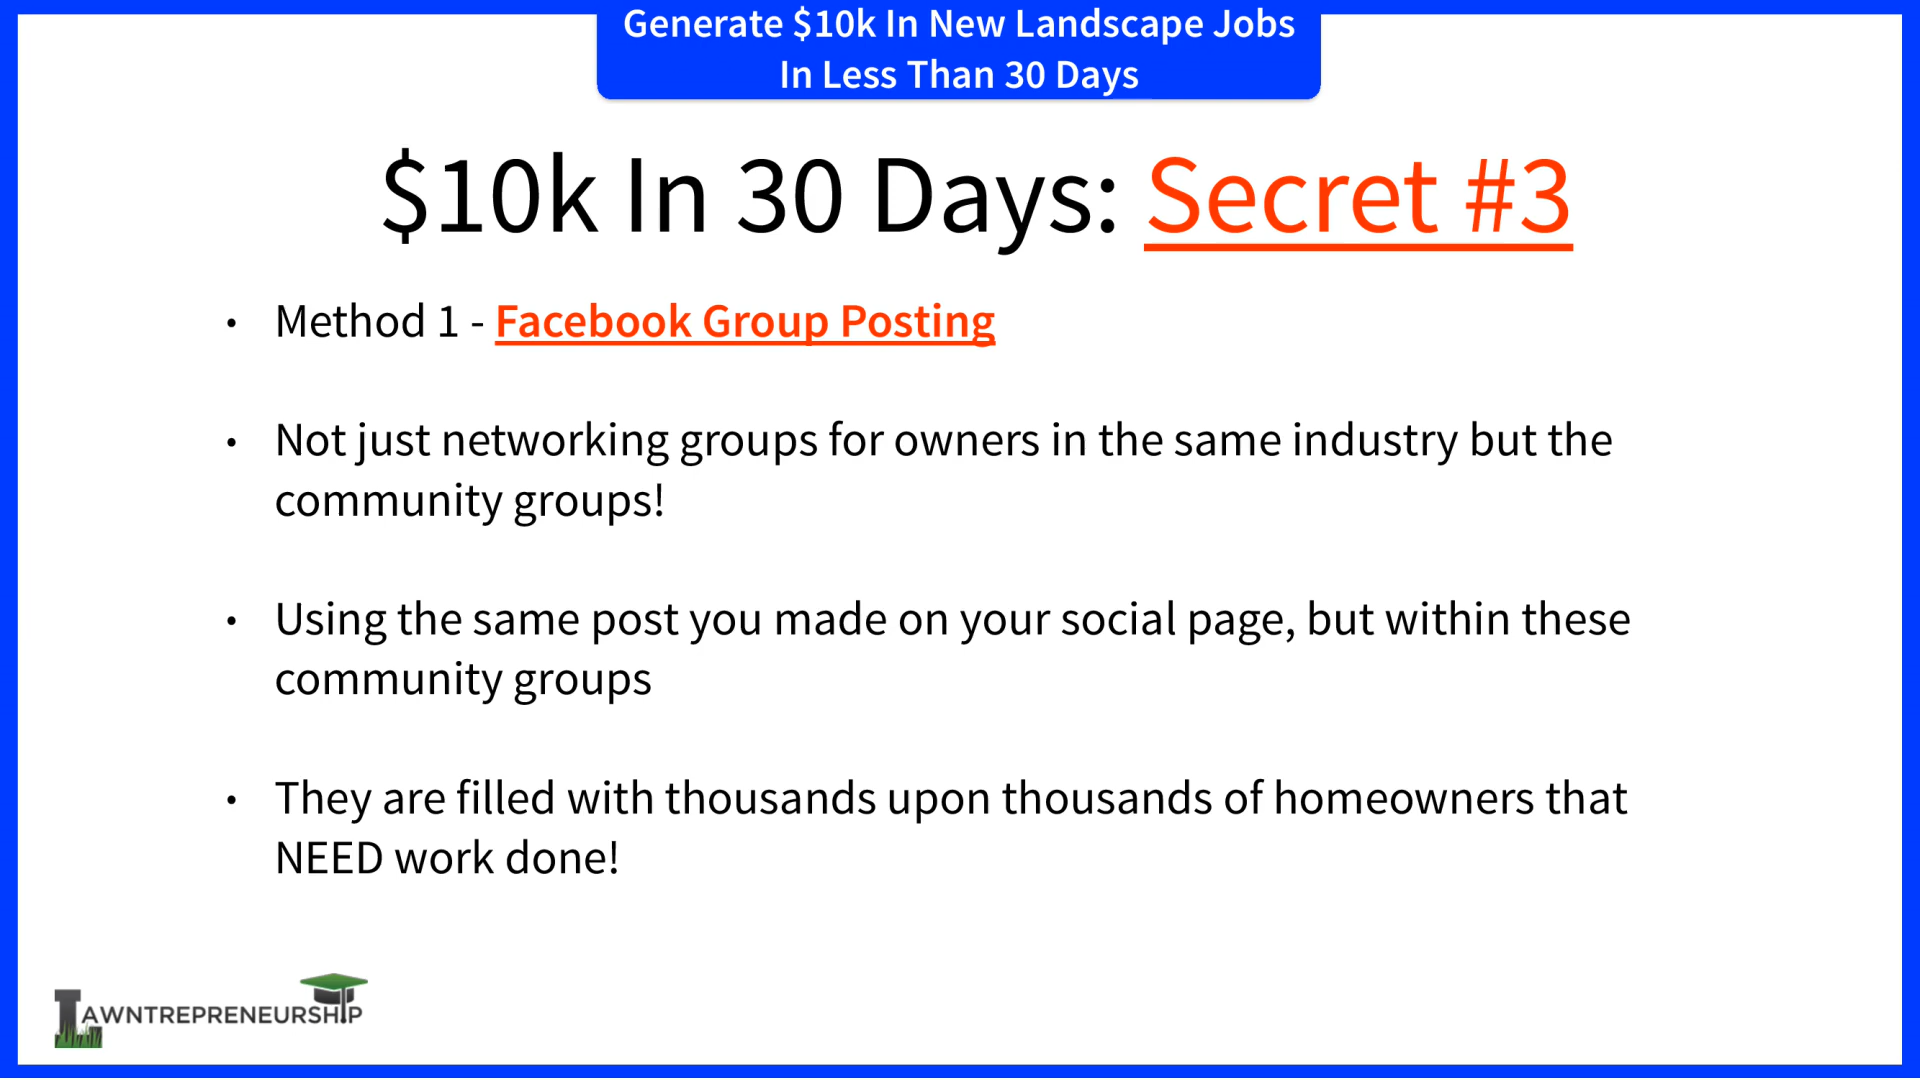 Generate $10k In New Landscape Jobs
In Less Than 30 Days
$10k In 30 Days: Secret #3
• Method 1 - Facebook Group Posting
• Not just networking groups for owners in the same industry but the
community groups!
• Using the same post you made on your social page, but within these
community groups
• They are filled with thousands upon thousands of homeowners that
NEED work done!
LAWNTREPRENEURSHIP